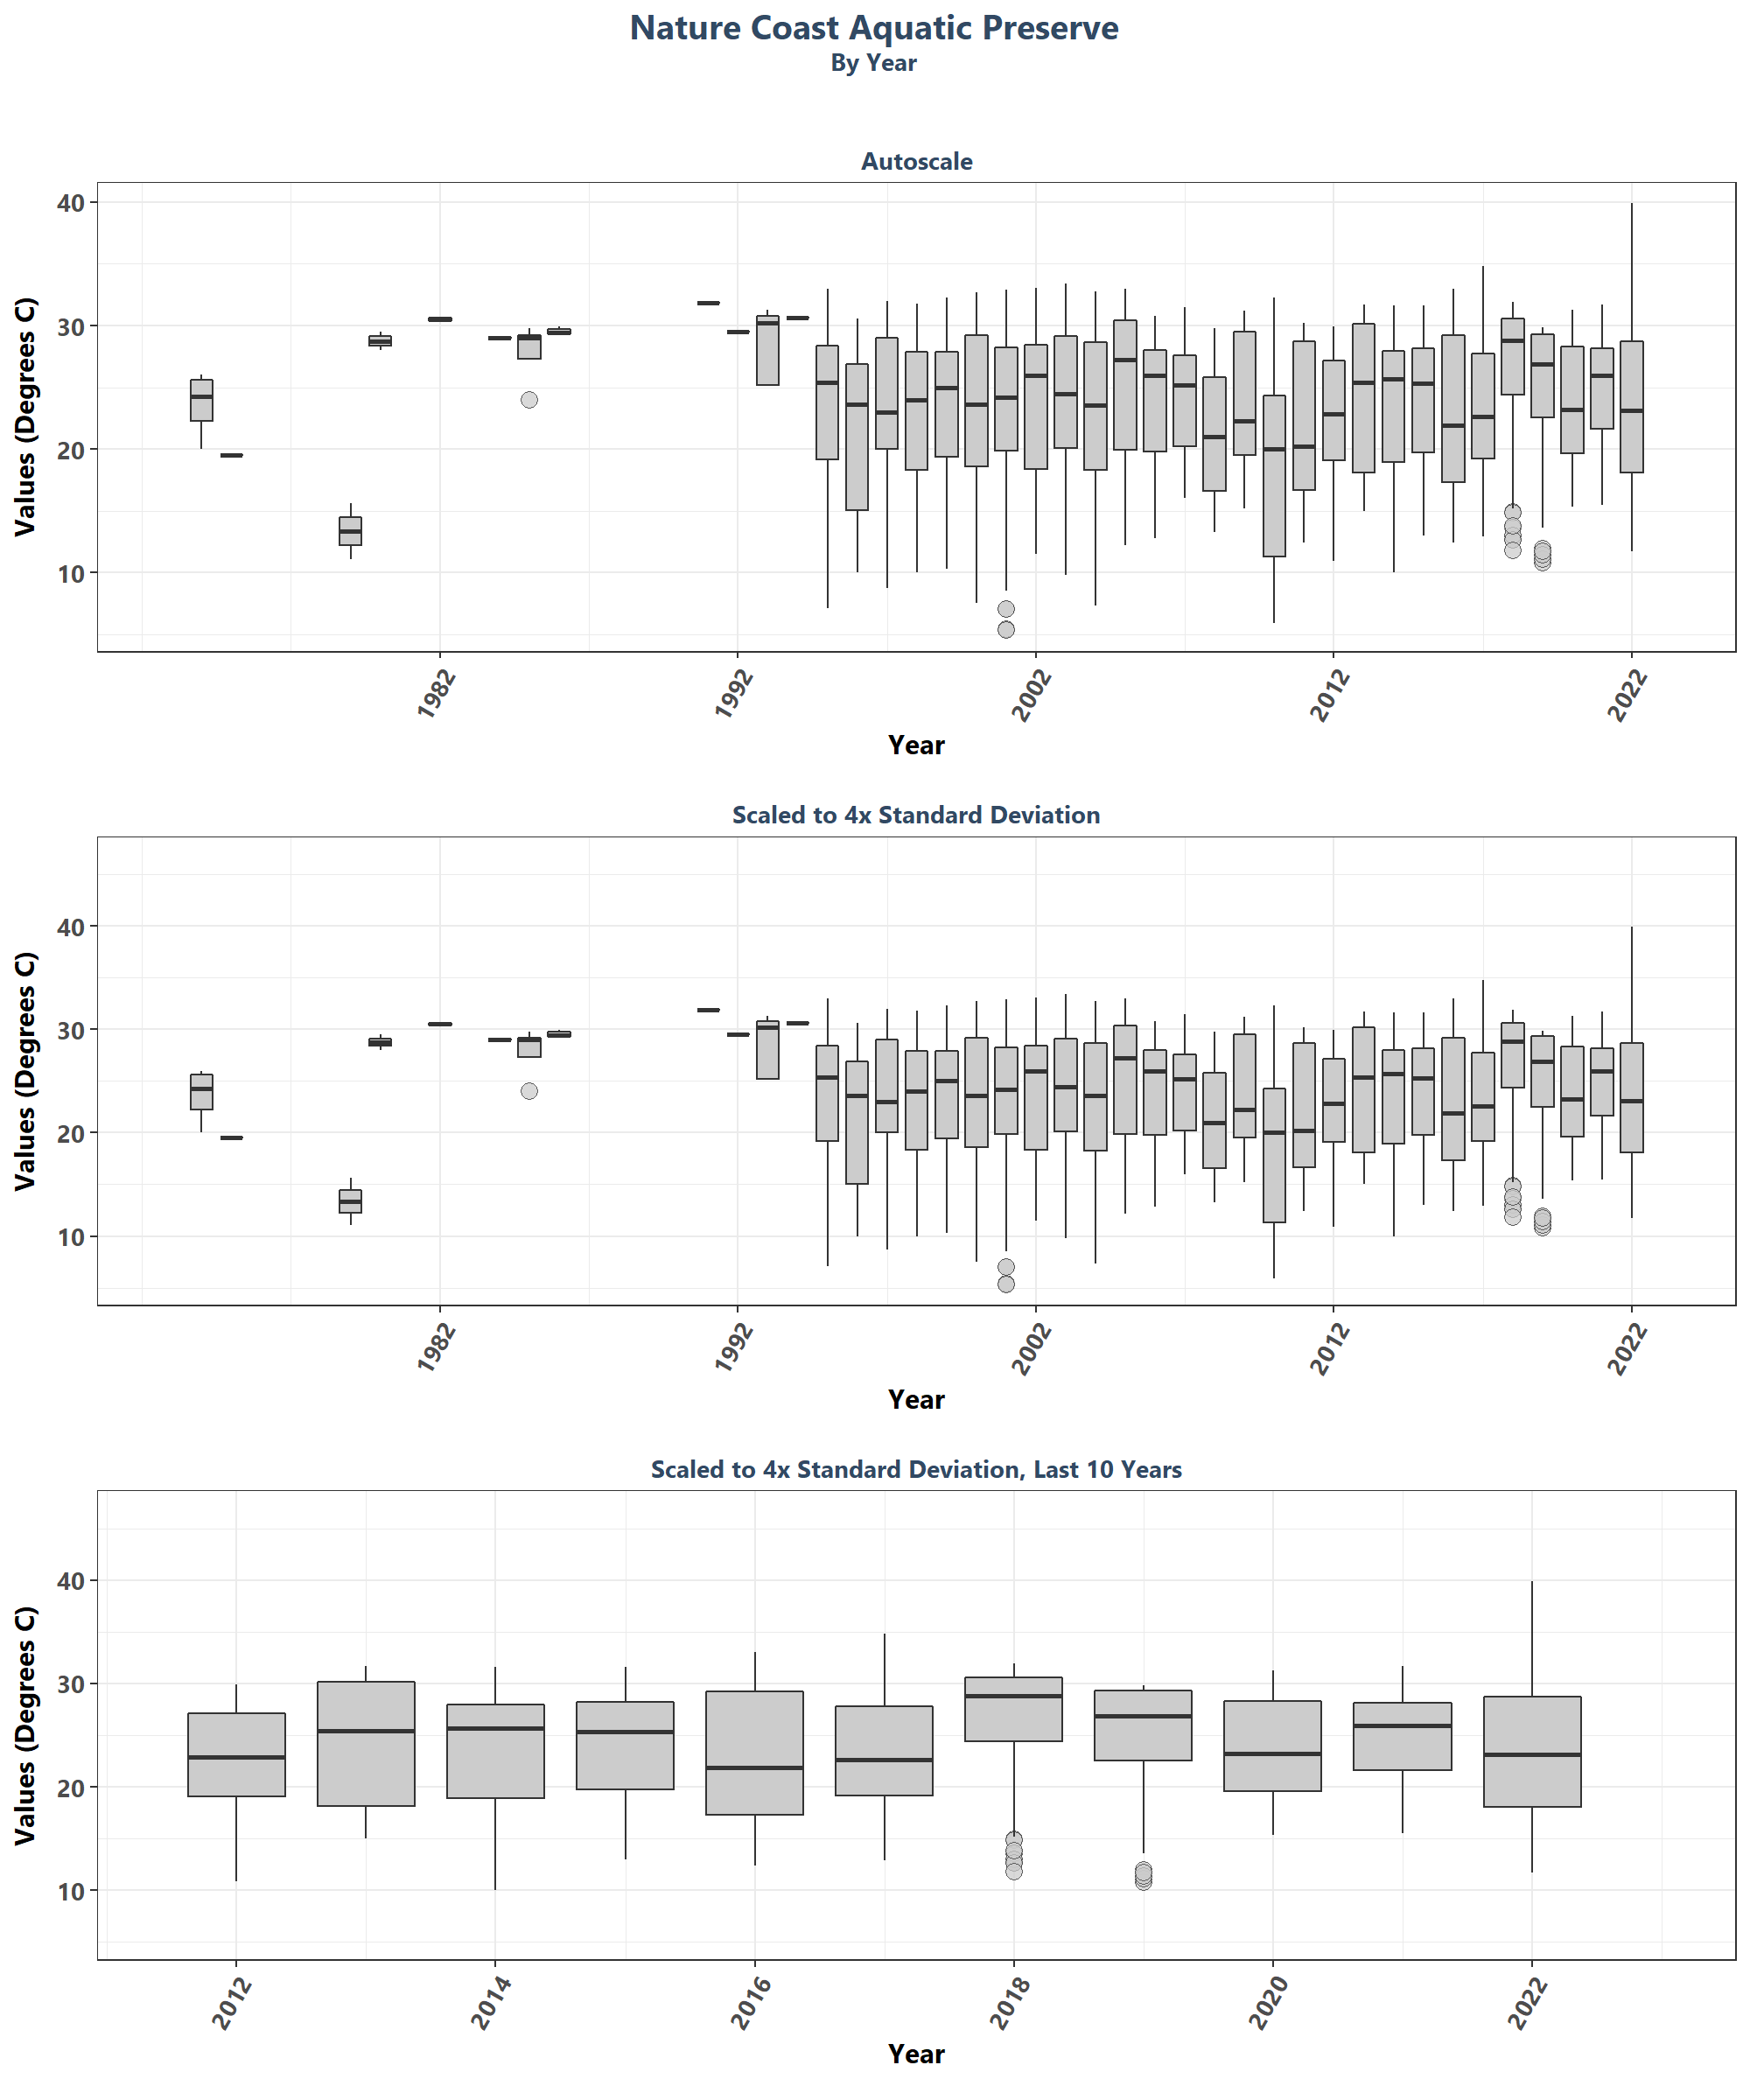 Nature Coast Aquatic Preserve
By Year
Autoscale
Values (Degrees C)
40
30
20
10
1982
1992
2002
2012
2022
Year
Scaled to 4x Standard Deviation
Values (Degrees C)
40
30
20
10
1982
1992
2002
2012
2022
Year
Scaled to 4x Standard Deviation, Last 10 Years
Values (Degrees C)
40
30
20
10
2012
2014
2016
2018
2020
2022
Year